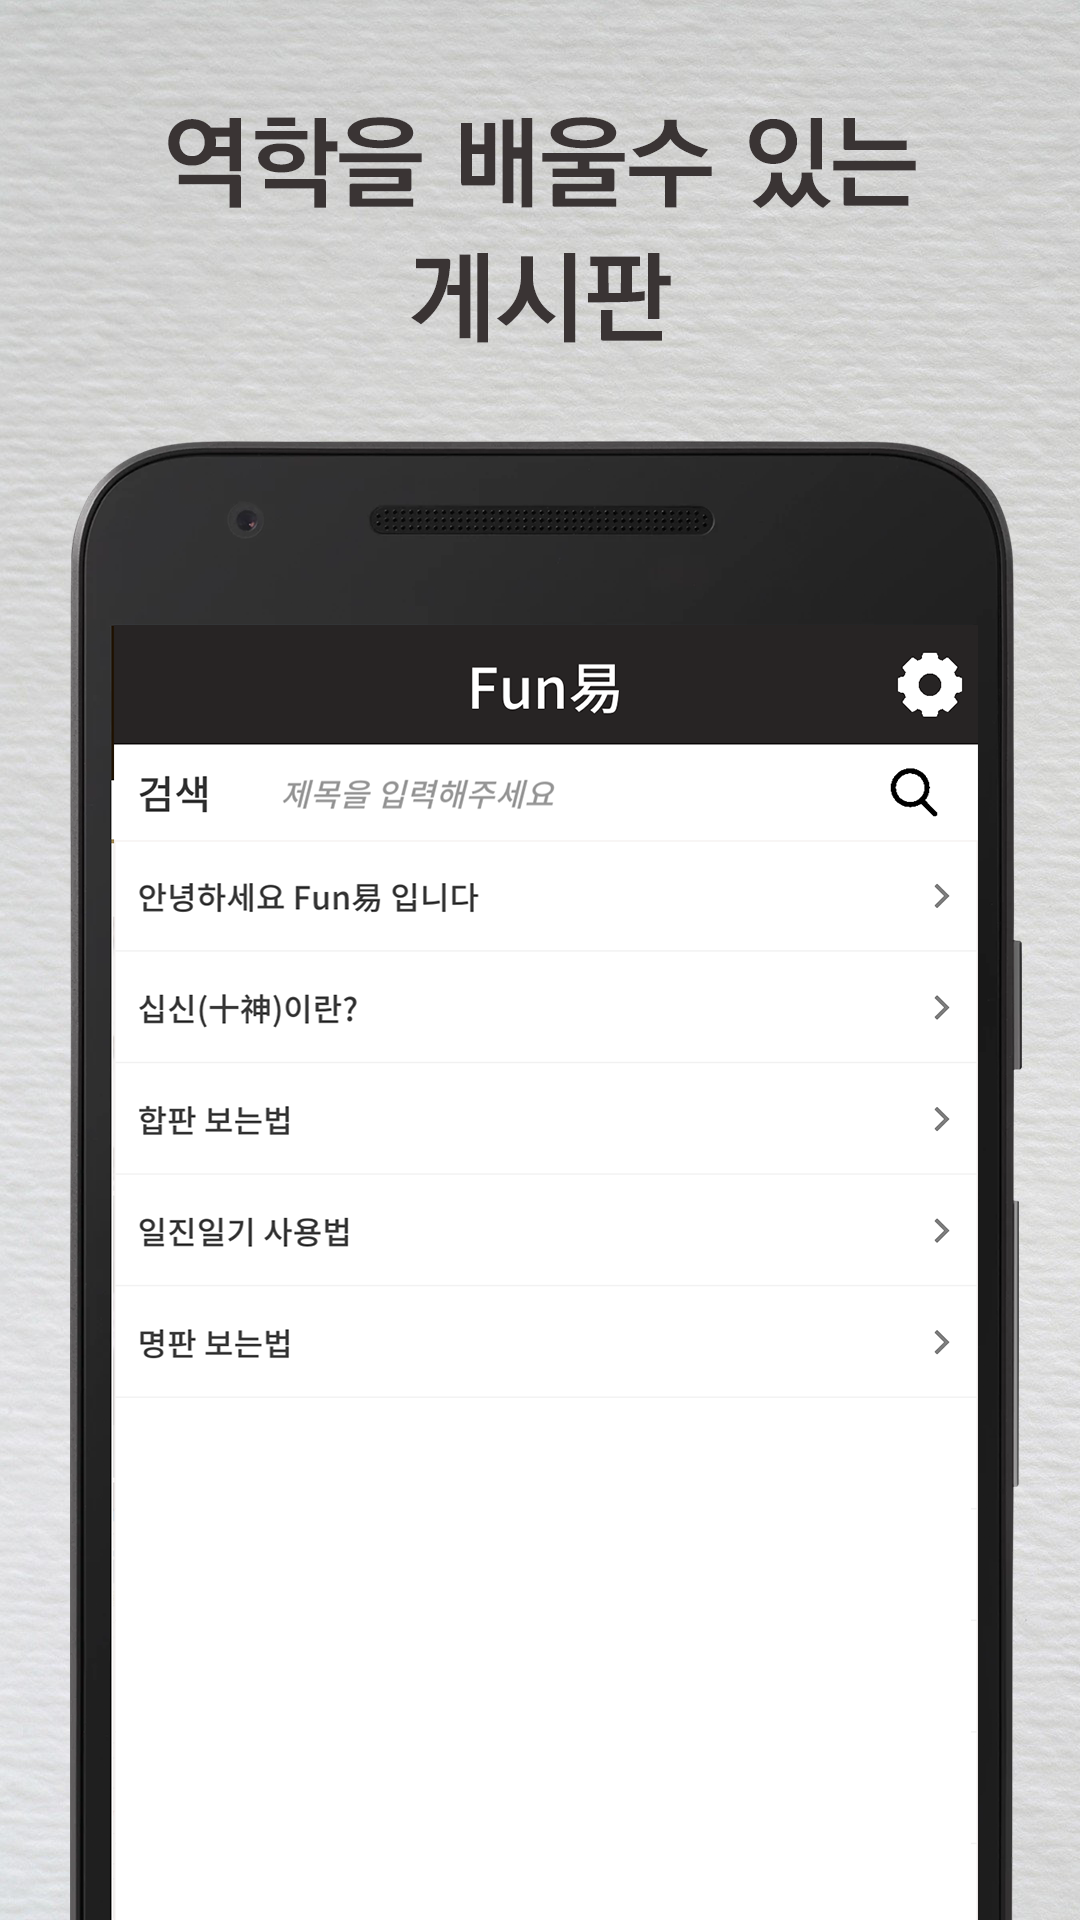 역학을 배울수 있는
게시판
Fun易
검색 제목을 입력해주세요
안녕하세요 Fun易 입니다
십신(十神)이란?
합판 보는법
일진일기 사용법
명판 보는법